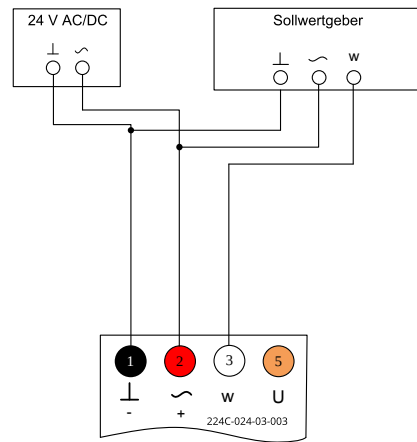 24 V AC/DC
Sollwertgeber
⊥ ~
⊥ ~ w
1 2 3 5
⊥ ~ w U
- +
224C-024-03-003